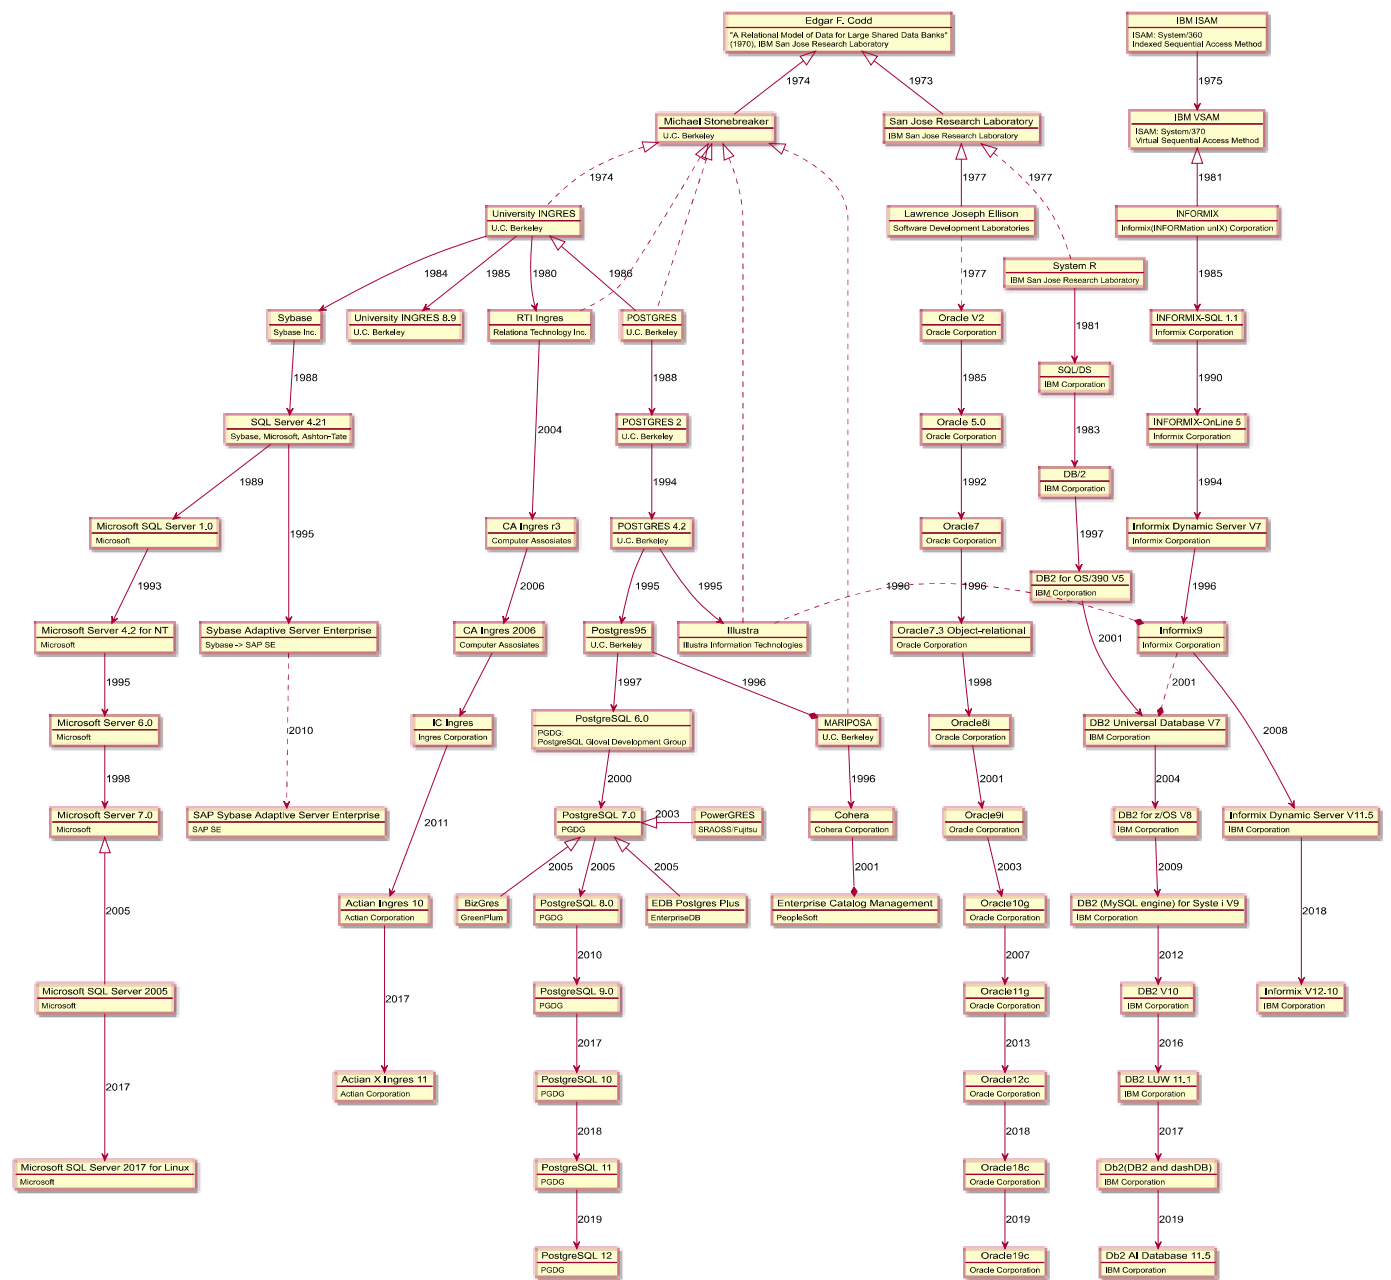 Edgar F. Codd
"A Relational Model of Data for Large Shared Data Banks"
(1970), IBM San Jose Research Laboratory
IBM ISAM
ISAM: System/360
Indexed Sequential Access Method
1974
1973
1975
Michael Stonebreaker
U.C. Berkeley
San Jose Research Laboratory
IBM San Jose Research Laboratory
IBM VSAM
ISAM: System/370
Virtual Sequential Access Method
1974
1977
1977
1981
University INGRES
U.C. Berkeley
Lawrence Joseph Ellison
Software Development Laboratories
INFORMIX
Informix(INFORMation unIX) Corporation
System R
IBM San Jose Research Laboratory
1984
1985
1980
1986
1977
1985
Sybase
Sybase Inc.
University INGRES 8.9
U.C. Berkeley
RTI Ingres
Relationa Technology Inc.
POSTGRES
U.C. Berkeley
Oracle V2
Oracle Corporation
1981
INFORMIX-SQL 1.1
Informix Corporation
SQL/DS
IBM Corporation
1988
1988
1985
1990
SQL Server 4.21
Sybase, Microsoft, Ashton-Tate
2004
POSTGRES 2
U.C. Berkeley
Oracle 5.0
Oracle Corporation
1983
INFORMIX-OnLine 5
Informix Corporation
DB/2
IBM Corporation
1989
1994
1992
1994
Microsoft SQL Server 1.0
Microsoft
1995
CA Ingres r3
Computer Assosiates
POSTGRES 4.2
U.C. Berkeley
Oracle7
Oracle Corporation
1997
Informix Dynamic Server V7
Informix Corporation
DB2 for OS/390 V5
IBM Corporation
1993
2006
1995
1995
1996
1996
1996
Microsoft Server 4.2 for NT
Microsoft
Sybase Adaptive Server Enterprise
Sybase -> SAP SE
CA Ingres 2006
Computer Assosiates
Postgres95
U.C. Berkeley
Illustra
Illustra Information Technologies
Oracle7.3 Object-relational
Oracle Corporation
2001
Informix9
Informix Corporation
1995
1997
1996
1998
2001
Microsoft Server 6.0
Microsoft
2010
IC Ingres
Ingres Corporation
PostgreSQL 6.0
PGDG:
PostgreSQL Gloval Development Group
MARIPOSA
U.C. Berkeley
Oracle8i
Oracle Corporation
DB2 Universal Database V7
IBM Corporation
2008
1998
2000
1996
2001
2004
Microsoft Server 7.0
Microsoft
SAP Sybase Adaptive Server Enterprise
SAP SE
2011
PostgreSQL 7.0
PGDG
2003
PowerGRES
SRAOSS/Fujitsu
Cohera
Cohera Corporation
Oracle9i
Oracle Corporation
DB2 for z/OS V8
IBM Corporation
Informix Dynamic Server V11.5
IBM Corporation
2005
2005
2005
2001
2003
2009
2005
Actian Ingres 10
Actian Corporation
BizGres
GreenPlum
PostgreSQL 8.0
PGDG
EDB Postgres Plus
EnterpriseDB
Enterprise Catalog Management
PeopleSoft
Oracle10g
Oracle Corporation
DB2 (MySQL engine) for Syste i V9
IBM Corporation
2018
2010
2007
2012
Microsoft SQL Server 2005
Microsoft
2017
PostgreSQL 9.0
PGDG
Oracle11g
Oracle Corporation
DB2 V10
IBM Corporation
Informix V12.10
IBM Corporation
2017
2013
2016
2017
Actian X Ingres 11
Actian Corporation
PostgreSQL 10
PGDG
Oracle12c
Oracle Corporation
DB2 LUW 11.1
IBM Corporation
2018
2018
2017
Microsoft SQL Server 2017 for Linux
Microsoft
PostgreSQL 11
PGDG
Oracle18c
Oracle Corporation
Db2(DB2 and dashDB)
IBM Corporation
2019
2019
2019
PostgreSQL 12
PGDG
Oracle19c
Oracle Corporation
Db2 AI Database 11.5
IBM Corporation